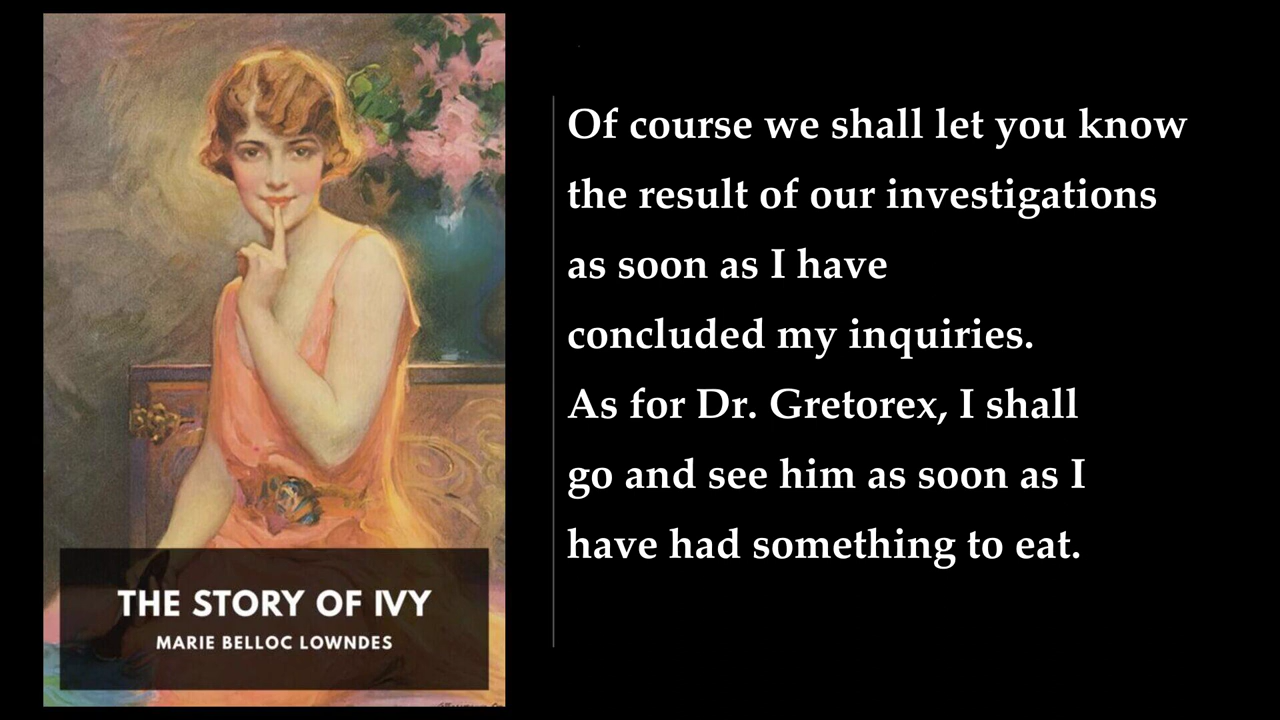 THE STORY OF IVY
MARIE BELLOC LOWNDES
Of course we shall let you know
the result of our investigations
as soon as I have
concluded my inquiries.
As for Dr. Gretorex, I shall
go and see him as soon as I
have had something to eat.